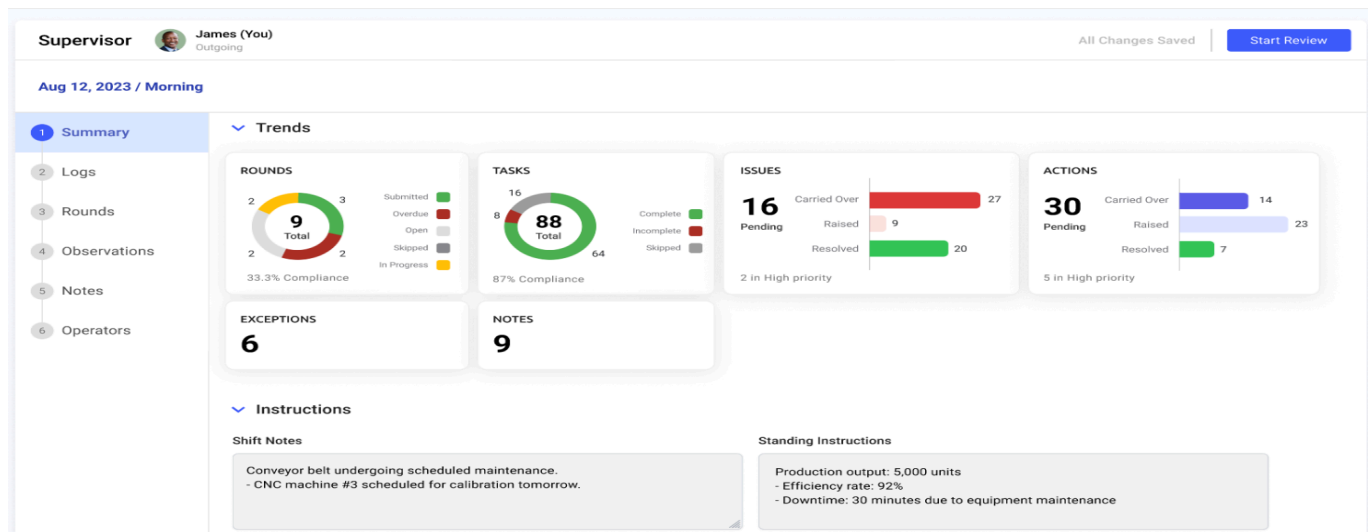 Supervisor
James (You)
Outgoing
All Changes Saved
Start Review
Aug 12, 2023 / Morning
1 Summary
2 Logs
3 Rounds
4 Observations
5 Notes
6 Operators
Trends
ROUNDS
2
3
9
Total
2
2
Submitted
Overdue
Open
Skipped
In Progress
33.3% Compliance
TASKS
16
8
88
Total
64
Complete
Incomplete
Skipped
87% Compliance
ISSUES
16
Pending
Carried Over 27
Raised 9
Resolved 20
2 in High priority
ACTIONS
30
Pending
Carried Over 14
Raised 23
Resolved 7
5 in High priority
EXCEPTIONS
6
NOTES
9
Instructions
Shift Notes
Conveyor belt undergoing scheduled maintenance.
- CNC machine #3 scheduled for calibration tomorrow.
Standing Instructions
Production output: 5,000 units
- Efficiency rate: 92%
- Downtime: 30 minutes due to equipment maintenance